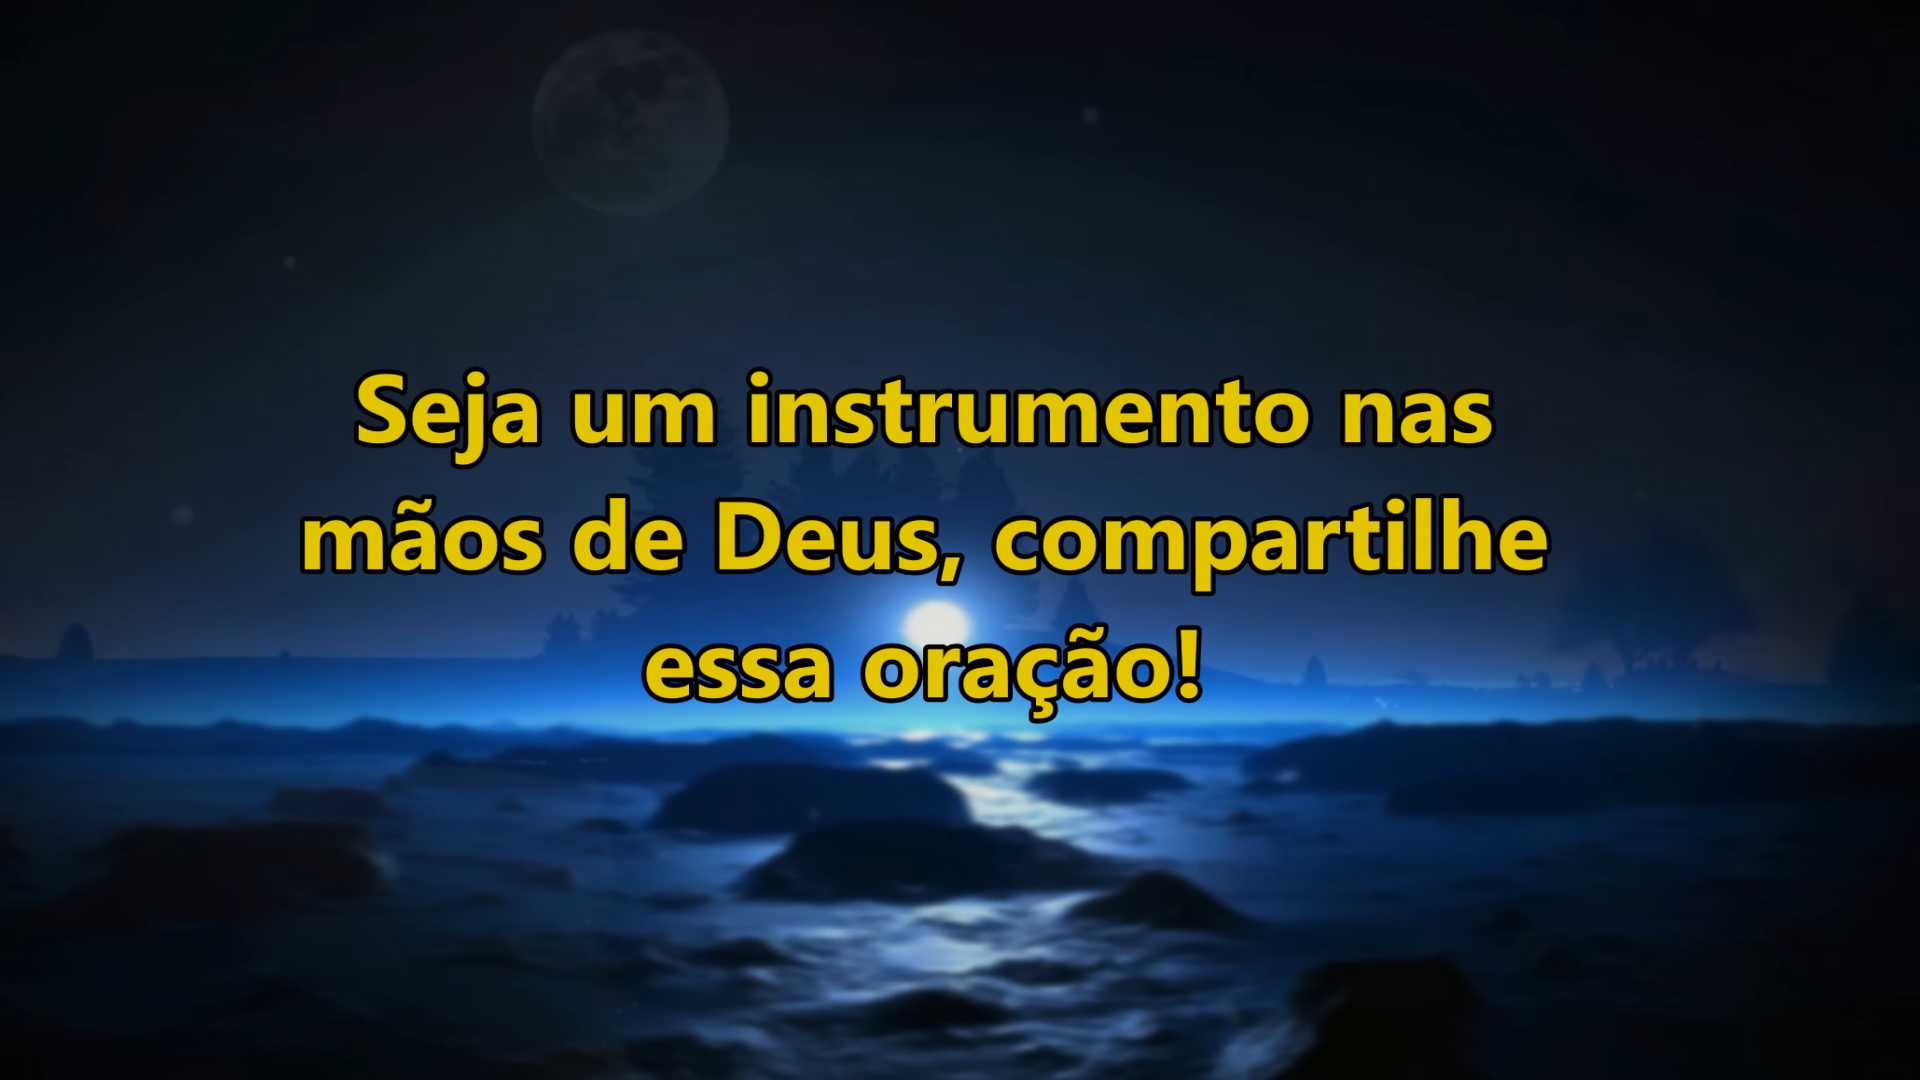 Seja um instrumento nas
mãos de Deus, compartilhe
essa oração!